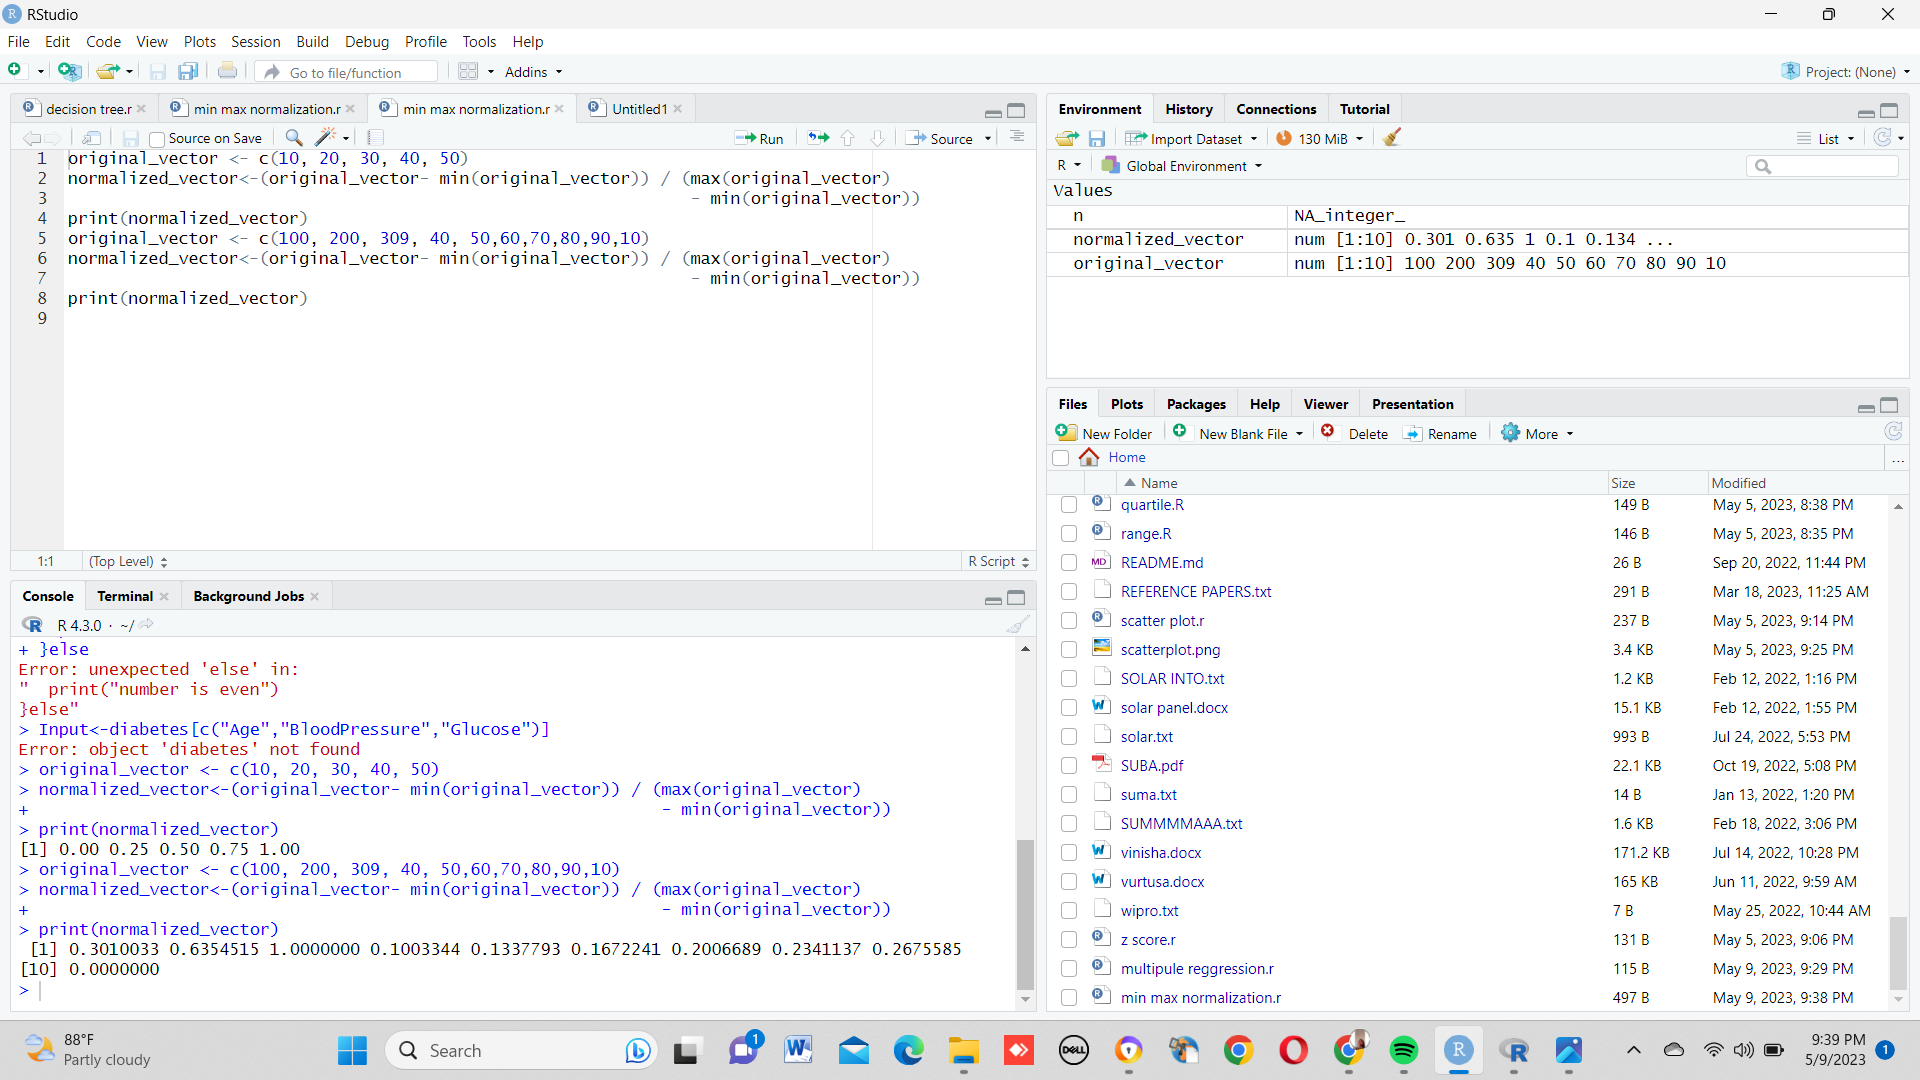 RStudio
File Edit Code View Plots Session Build Debug Profile Tools Help
Go to file/function Addins Project: (None)
decision tree.r min max normalization.r min max normalization.r Untitled1
Source on Save Run Source
1 original_vector <- c(10, 20, 30, 40, 50)
2 normalized_vector<-(original_vector- min(original_vector)) / (max(original_vector)
3 - min(original_vector))
4 print(normalized_vector)
5 original_vector <- c(100, 200, 309, 40, 50,60,70,80,90,10)
6 normalized_vector<-(original_vector- min(original_vector)) / (max(original_vector)
7 - min(original_vector))
8 print(normalized_vector)
9
1:1 (Top Level) R Script
Console Terminal Background Jobs
R 4.3.0 · ~/
+ }else
Error: unexpected 'else' in:
" print("number is even")
}else"
> Input<-diabetes[c("Age","BloodPressure","Glucose")]
Error: object 'diabetes' not found
> original_vector <- c(10, 20, 30, 40, 50)
> normalized_vector<-(original_vector- min(original_vector)) / (max(original_vector)
+ - min(original_vector))
> print(normalized_vector)
[1] 0.00 0.25 0.50 0.75 1.00
> original_vector <- c(100, 200, 309, 40, 50,60,70,80,90,10)
> normalized_vector<-(original_vector- min(original_vector)) / (max(original_vector)
+ - min(original_vector))
> print(normalized_vector)
[1] 0.3010033 0.6354515 1.0000000 0.1003344 0.1337793 0.1672241 0.2006689 0.2341137 0.2675585
[10] 0.0000000
>
Environment History Connections Tutorial
Import Dataset 130 MiB List
R Global Environment
Values
n NA_integer_
normalized_vector num [1:10] 0.301 0.635 1 0.1 0.134 ...
original_vector num [1:10] 100 200 309 40 50 60 70 80 90 10
Files Plots Packages Help Viewer Presentation
New Folder New Blank File Delete Rename More
Home ...
Name Size Modified
quartile.R 149 B May 5, 2023, 8:38 PM
range.R 146 B May 5, 2023, 8:35 PM
MD README.md 26 B Sep 20, 2022, 11:44 PM
REFERENCE PAPERS.txt 291 B Mar 18, 2023, 11:25 AM
scatter plot.r 237 B May 5, 2023, 9:14 PM
scatterplot.png 3.4 KB May 5, 2023, 9:25 PM
SOLAR INTO.txt 1.2 KB Feb 12, 2022, 1:16 PM
solar panel.docx 15.1 KB Feb 12, 2022, 1:55 PM
solar.txt 993 B Jul 24, 2022, 5:53 PM
SUBA.pdf 22.1 KB Oct 19, 2022, 5:08 PM
suma.txt 14 B Jan 13, 2022, 1:20 PM
SUMMMMAAA.txt 1.6 KB Feb 18, 2022, 3:06 PM
vinisha.docx 171.2 KB Jul 14, 2022, 10:28 PM
vurtusa.docx 165 KB Jun 11, 2022, 9:59 AM
wipro.txt 7 B May 25, 2022, 10:44 AM
z score.r 131 B May 5, 2023, 9:06 PM
multipule reggression.r 115 B May 9, 2023, 9:29 PM
min max normalization.r 497 B May 9, 2023, 9:38 PM
88°F
Partly cloudy
Search 1 W DELL R R
9:39 PM
5/9/2023 1